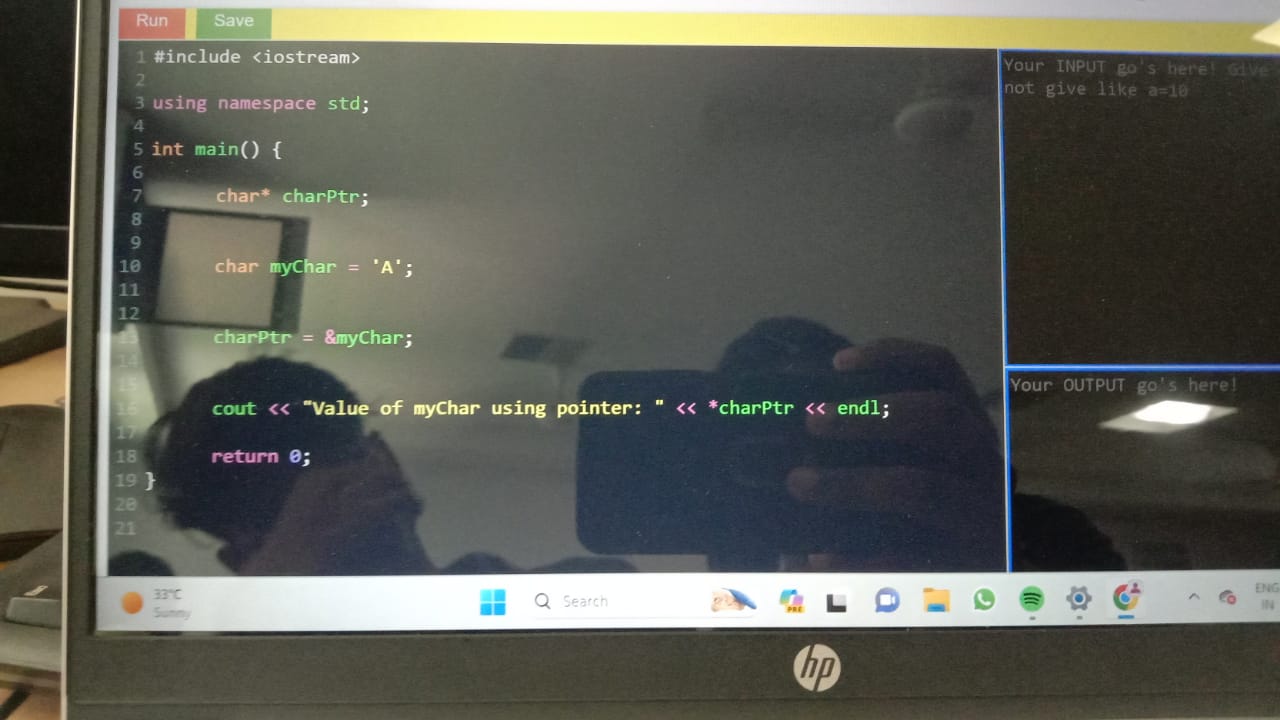 Run Save
1 #include <iostream>
2
3 using namespace std;
4
5 int main() {
6
7 char* charPtr;
8
9
10 char myChar = 'A';
11
12
13 charPtr = &myChar;
14
15
16 cout << "Value of myChar using pointer: " << *charPtr << endl;
17
18 return 0;
19 }
20
21
Your INPUT go's here! Give
not give like a=10
Your OUTPUT go's here!
33°C
Sunny
Search
PRE
ENG
IN
hp